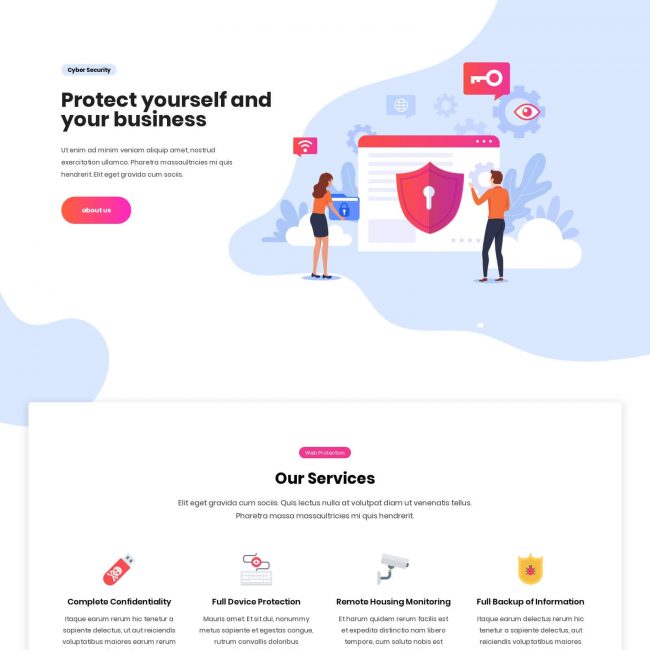 Cyber Security
Protect yourself and
your business
Ut enim ad minim veniam aliquip amet, nostrud
exercitation ullamco. Pharetra massaultricies mi quis
hendrerit. Elit eget gravida cum sociis.
about us
Web Protection
Our Services
Elit eget gravida cum sociis. Quis lectus nulla at volutpat diam ut venenatis tellus.
Pharetra massa massaultricies mi quis hendrerit.
Complete Confidentiality
Itaque earum rerum hic tenetur a
sapiente delectus, ut aut reiciendis
voluptatibus maiores earum rerum
Full Device Protection
Mauris amet. Et sit dui, nonummy
metus sapiente et egestas congue,
rutrum convallis doloribus
Remote Housing Monitoring
Et harum quidem rerum facilis est
et expedita distinctio nam libero
tempore, cum soluta nobis est
Full Backup of Information
Itaque earum delectus rerum hic
tenetur a sapiente delectus, aut
reiciendis voluptatibus maiores